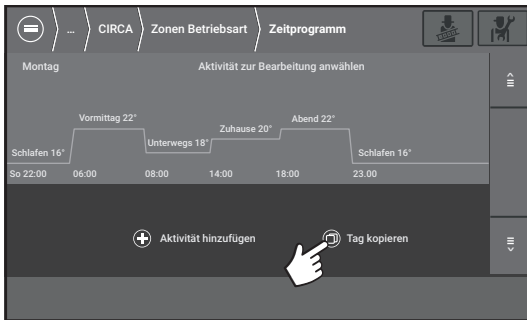 ... CIRCA Zonen Betriebsart Zeitprogramm
Montag Aktivität zur Bearbeitung anwählen
Vormittag 22° Abend 22°
Zuhause 20°
Unterwegs 18°
Schlafen 16° Schlafen 16°
So 22:00 06:00 08:00 14:00 18:00 23.00
Aktivität hinzufügen Tag kopieren